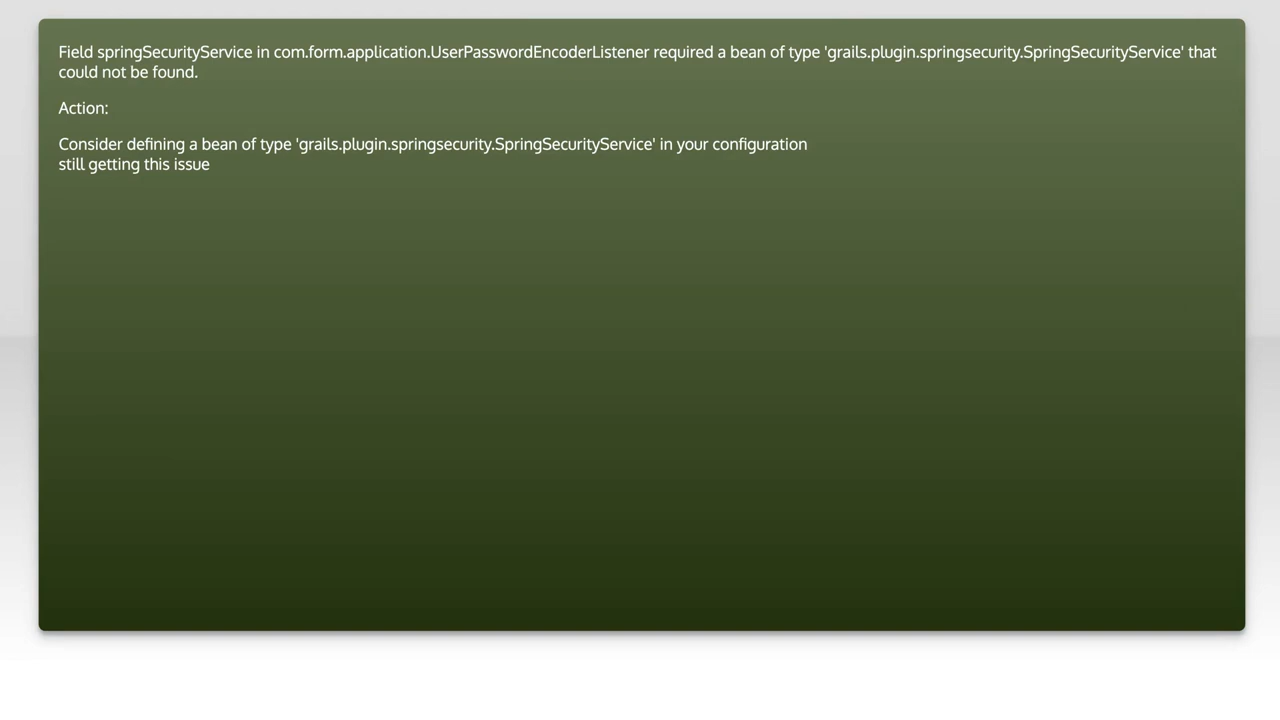 Field springSecurityService in com.form.application.UserPasswordEncoderListener required a bean of type 'grails.plugin.springsecurity.SpringSecurityService' that
could not be found.
Action:
Consider defining a bean of type 'grails.plugin.springsecurity.SpringSecurityService' in your configuration
still getting this issue